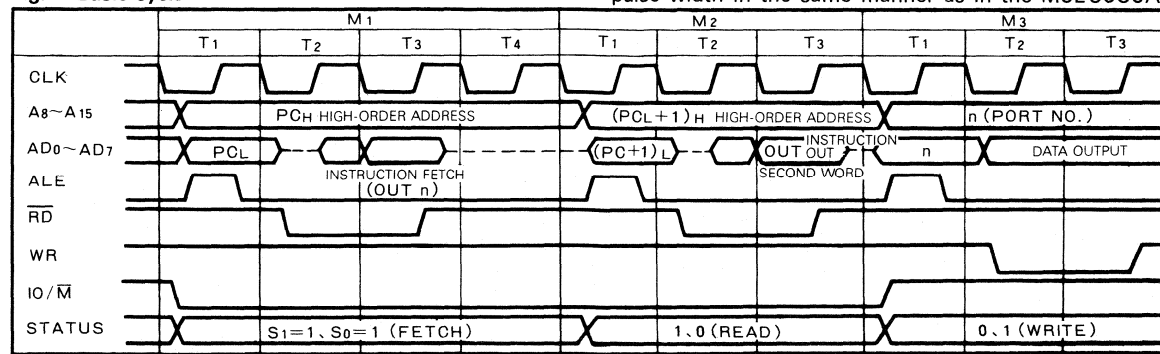 pulse width in the same manner as in the
M1 M2 M3
T1 T2 T3 T4 T1 T2 T3 T1 T2 T3
CLK
A8~A15 PCH HIGH-ORDER ADDRESS (PCL+1)H HIGH-ORDER ADDRESS n (PORT NO.)
AD0~AD7 PCL (PC+1)L OUT INSTRUCTION OUT n DATA OUTPUT
INSTRUCTION FETCH SECOND WORD
ALE (OUT n)
RD
WR
IO/M
STATUS S1=1、S0=1 (FETCH) 1、0 (READ) 0、1 (WRITE)